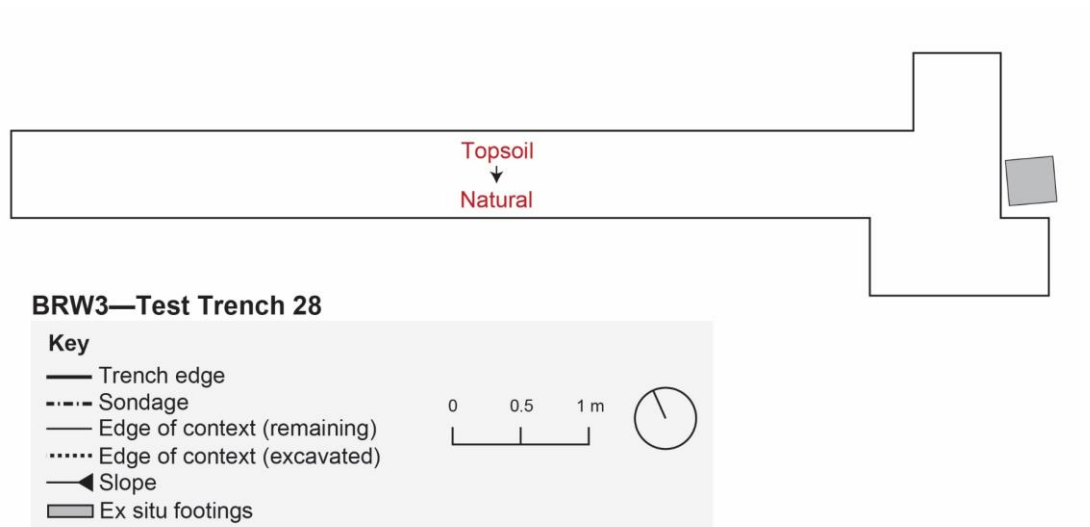 Topsoil
Natural
BRW3—Test Trench 28
Key
Trench edge
Sondage
Edge of context (remaining)
Edge of context (excavated)
Slope
Ex situ footings
0 0.5 1 m